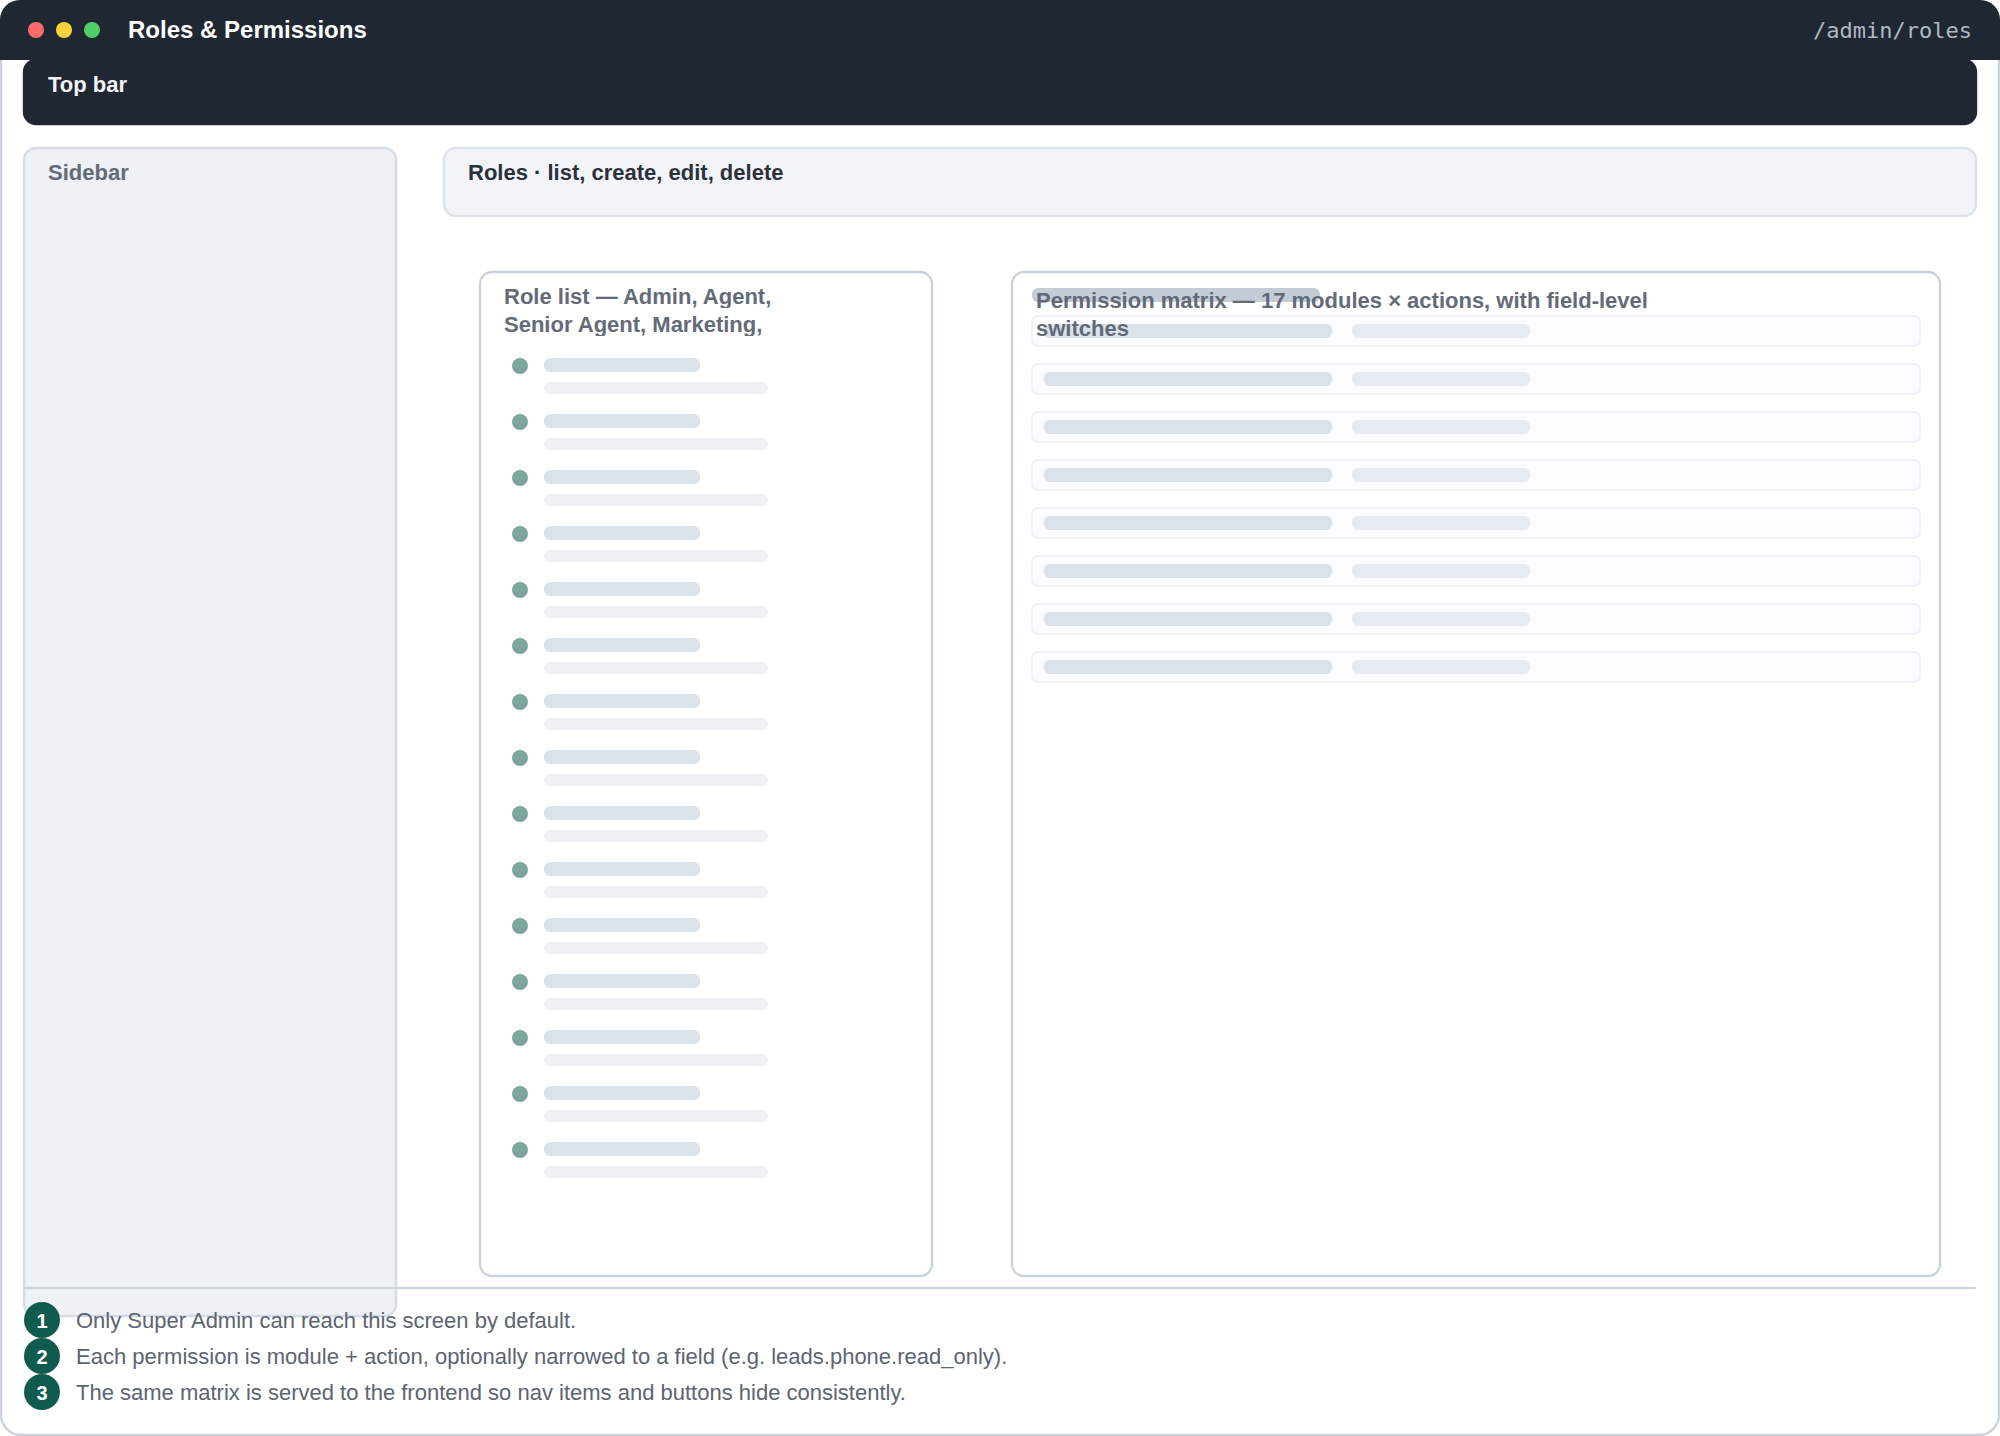 Roles & Permissions
/admin/roles
Top bar
Sidebar
Roles · list, create, edit, delete
Role list — Admin, Agent,
Senior Agent, Marketing,
Permission matrix — 17 modules × actions, with field-level
switches
1 Only Super Admin can reach this screen by default.
2 Each permission is module + action, optionally narrowed to a field (e.g. leads.phone.read_only).
3 The same matrix is served to the frontend so nav items and buttons hide consistently.